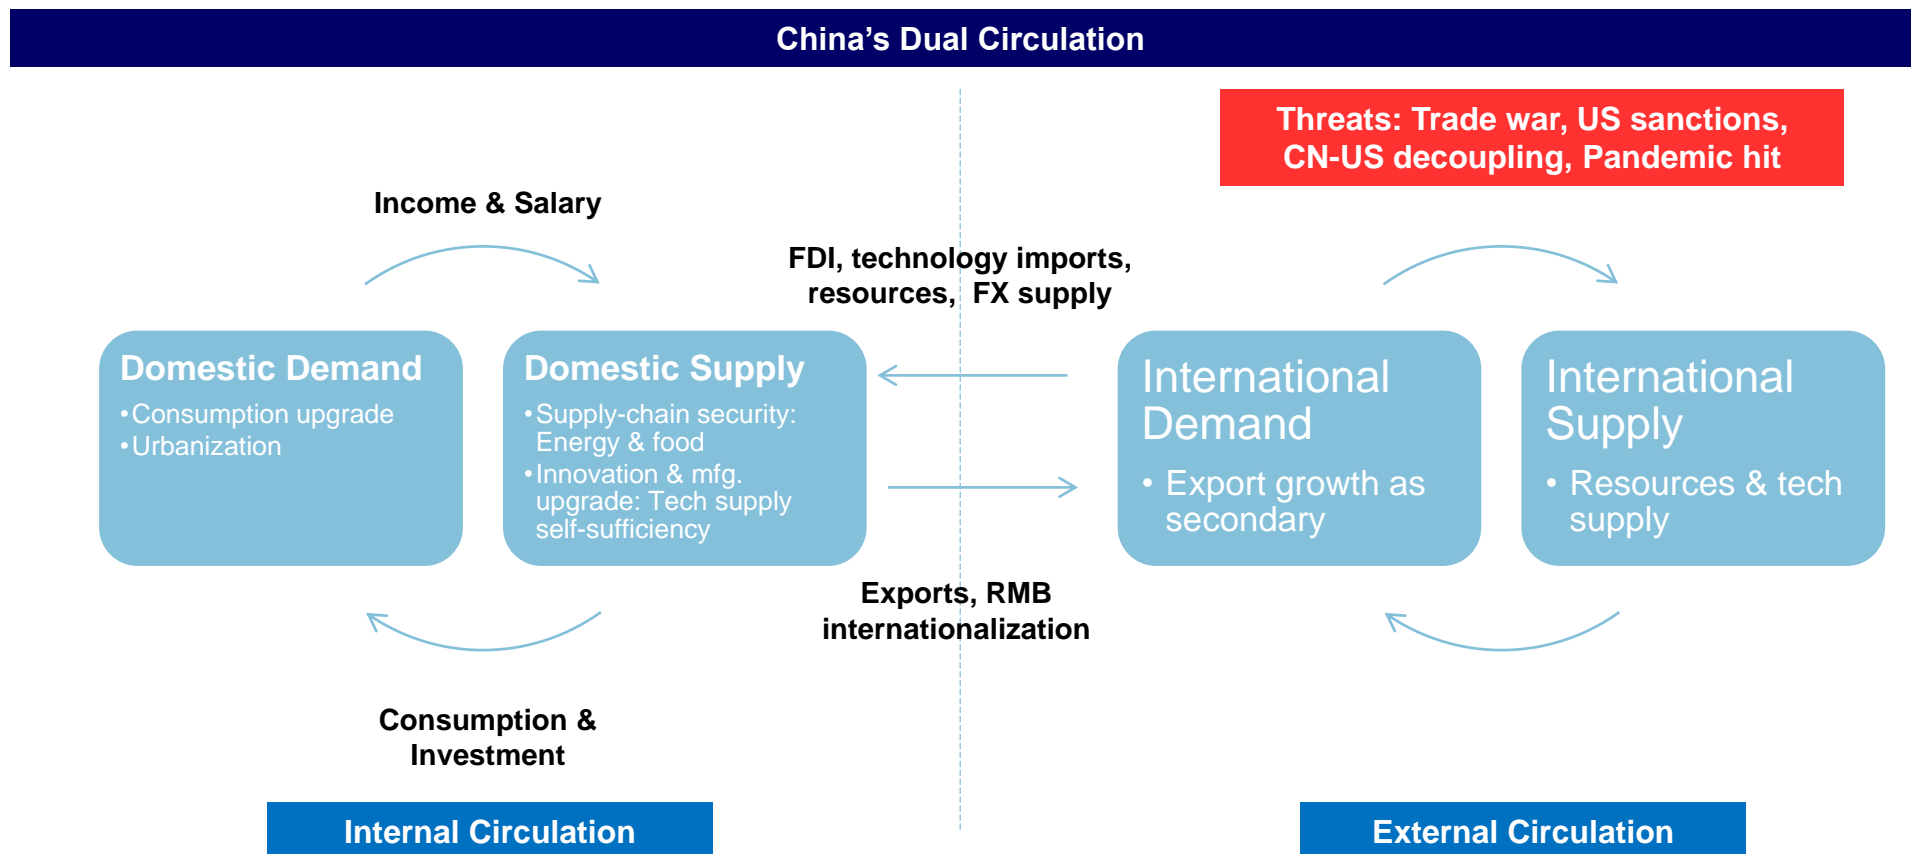 China’s Dual Circulation
Threats: Trade war, US sanctions,
CN-US decoupling, Pandemic hit
Income & Salary
FDI, technology imports,
resources,  FX supply
Domestic Demand
•Consumption upgrade
•Urbanization
Domestic Supply
•Supply-chain security:
Energy & food
•Innovation & mfg.
upgrade: Tech supply
self-sufficiency
International
Demand
• Export growth as
secondary
International
Supply
• Resources & tech
supply
Exports, RMB
internationalization
Consumption &
Investment
Internal Circulation
External Circulation